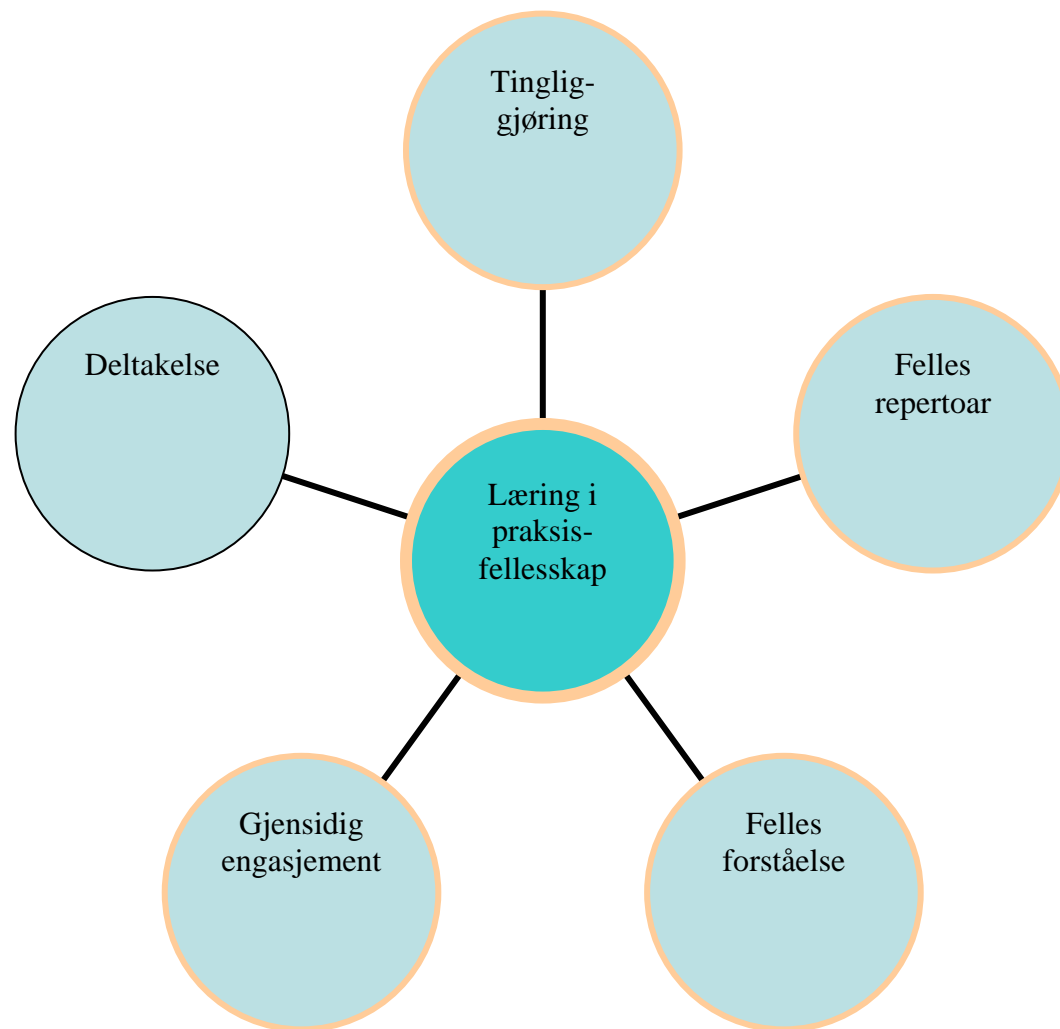 Tinglig-
gjøring
Deltakelse
Felles
repertoar
Læring i
praksis-
fellesskap
Gjensidig
engasjement
Felles
forståelse